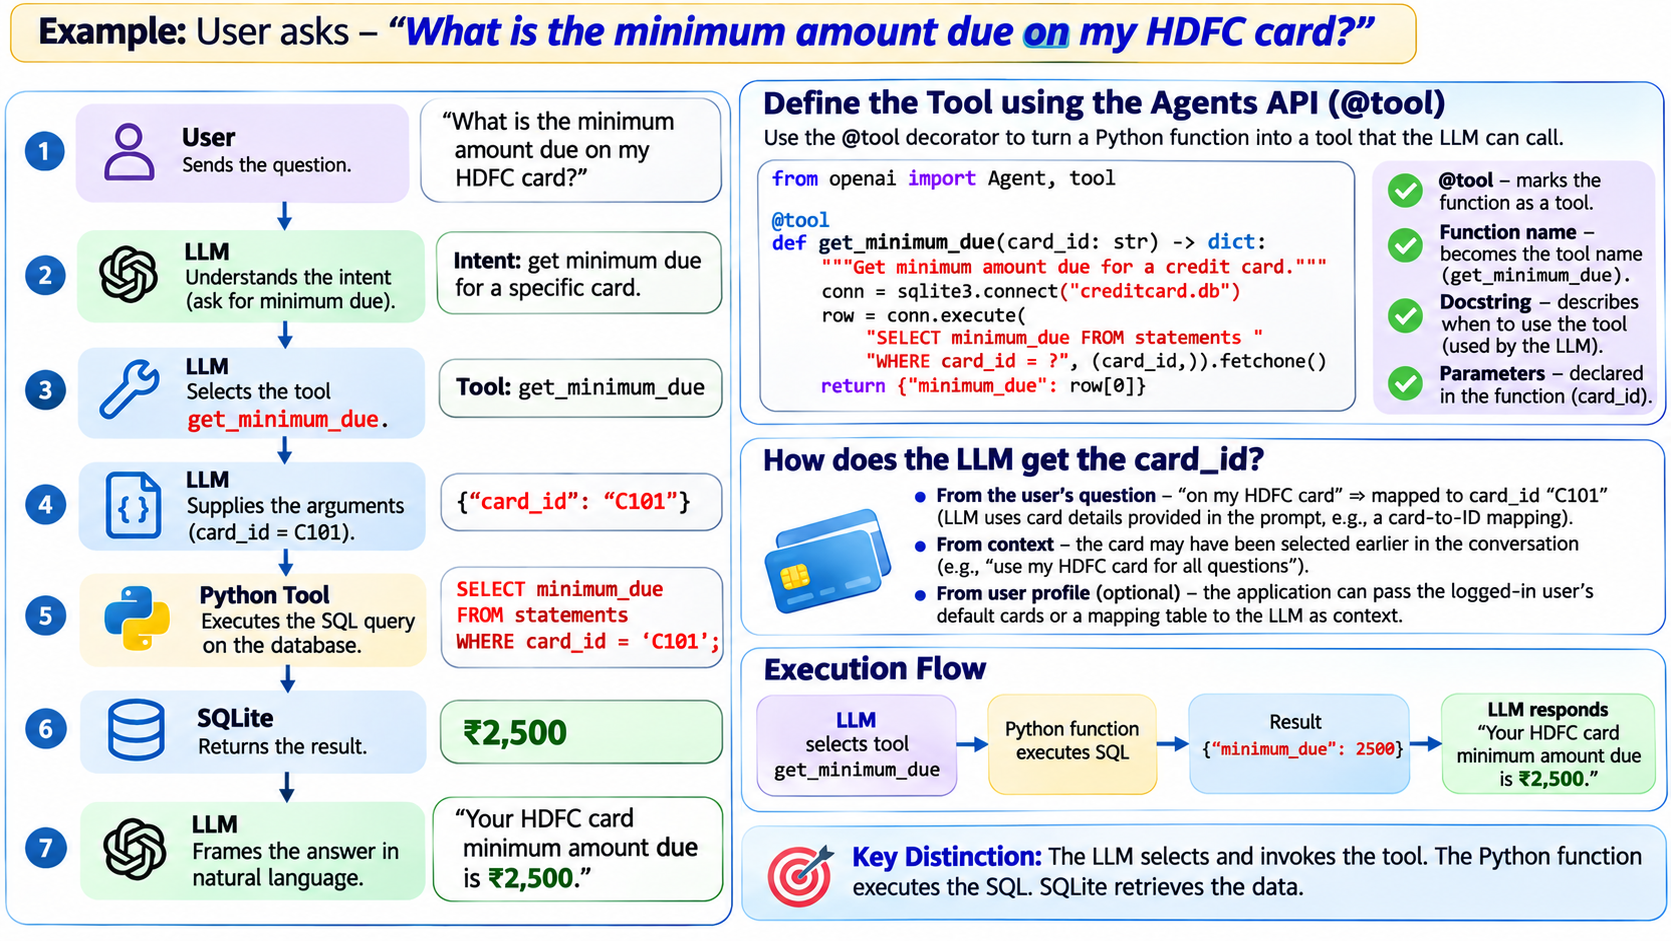 Example: User asks – “What is the minimum amount due on my HDFC card?”
1
User
Sends the question.
“What is the minimum
amount due on my
HDFC card?”
2
LLM
Understands the intent
(ask for minimum due).
Intent: get minimum due
for a specific card.
3
LLM
Selects the tool
get_minimum_due.
Tool: get_minimum_due
4
LLM
Supplies the arguments
(card_id = C101).
{“card_id”: “C101”}
5
Python Tool
Executes the SQL query
on the database.
SELECT minimum_due
FROM statements
WHERE card_id = ‘C101’;
6
SQLite
Returns the result.
₹2,500
7
LLM
Frames the answer in
natural language.
“Your HDFC card
minimum amount due
is ₹2,500.”
Define the Tool using the Agents API (@tool)
Use the @tool decorator to turn a Python function into a tool that the LLM can call.
from openai import Agent, tool
@tool
def get_minimum_due(card_id: str) -> dict:
"""Get minimum amount due for a credit card."""
conn = sqlite3.connect("creditcard.db")
row = conn.execute(
"SELECT minimum_due FROM statements "
"WHERE card_id = ?", (card_id,)).fetchone()
return {"minimum_due": row[0]}
@tool – marks the
function as a tool.
Function name –
becomes the tool name
(get_minimum_due).
Docstring – describes
when to use the tool
(used by the LLM).
Parameters – declared
in the function (card_id).
How does the LLM get the card_id?
• From the user’s question – “on my HDFC card” ⇒ mapped to card_id “C101”
(LLM uses card details provided in the prompt, e.g., a card-to-ID mapping).
• From context – the card may have been selected earlier in the conversation
(e.g., “use my HDFC card for all questions”).
• From user profile (optional) – the application can pass the logged-in user’s
default cards or a mapping table to the LLM as context.
Execution Flow
LLM
selects tool
get_minimum_due
Python function
executes SQL
Result
{“minimum_due”: 2500}
LLM responds
“Your HDFC card
minimum amount due
is ₹2,500.”
Key Distinction: The LLM selects and invokes the tool. The Python function
executes the SQL. SQLite retrieves the data.